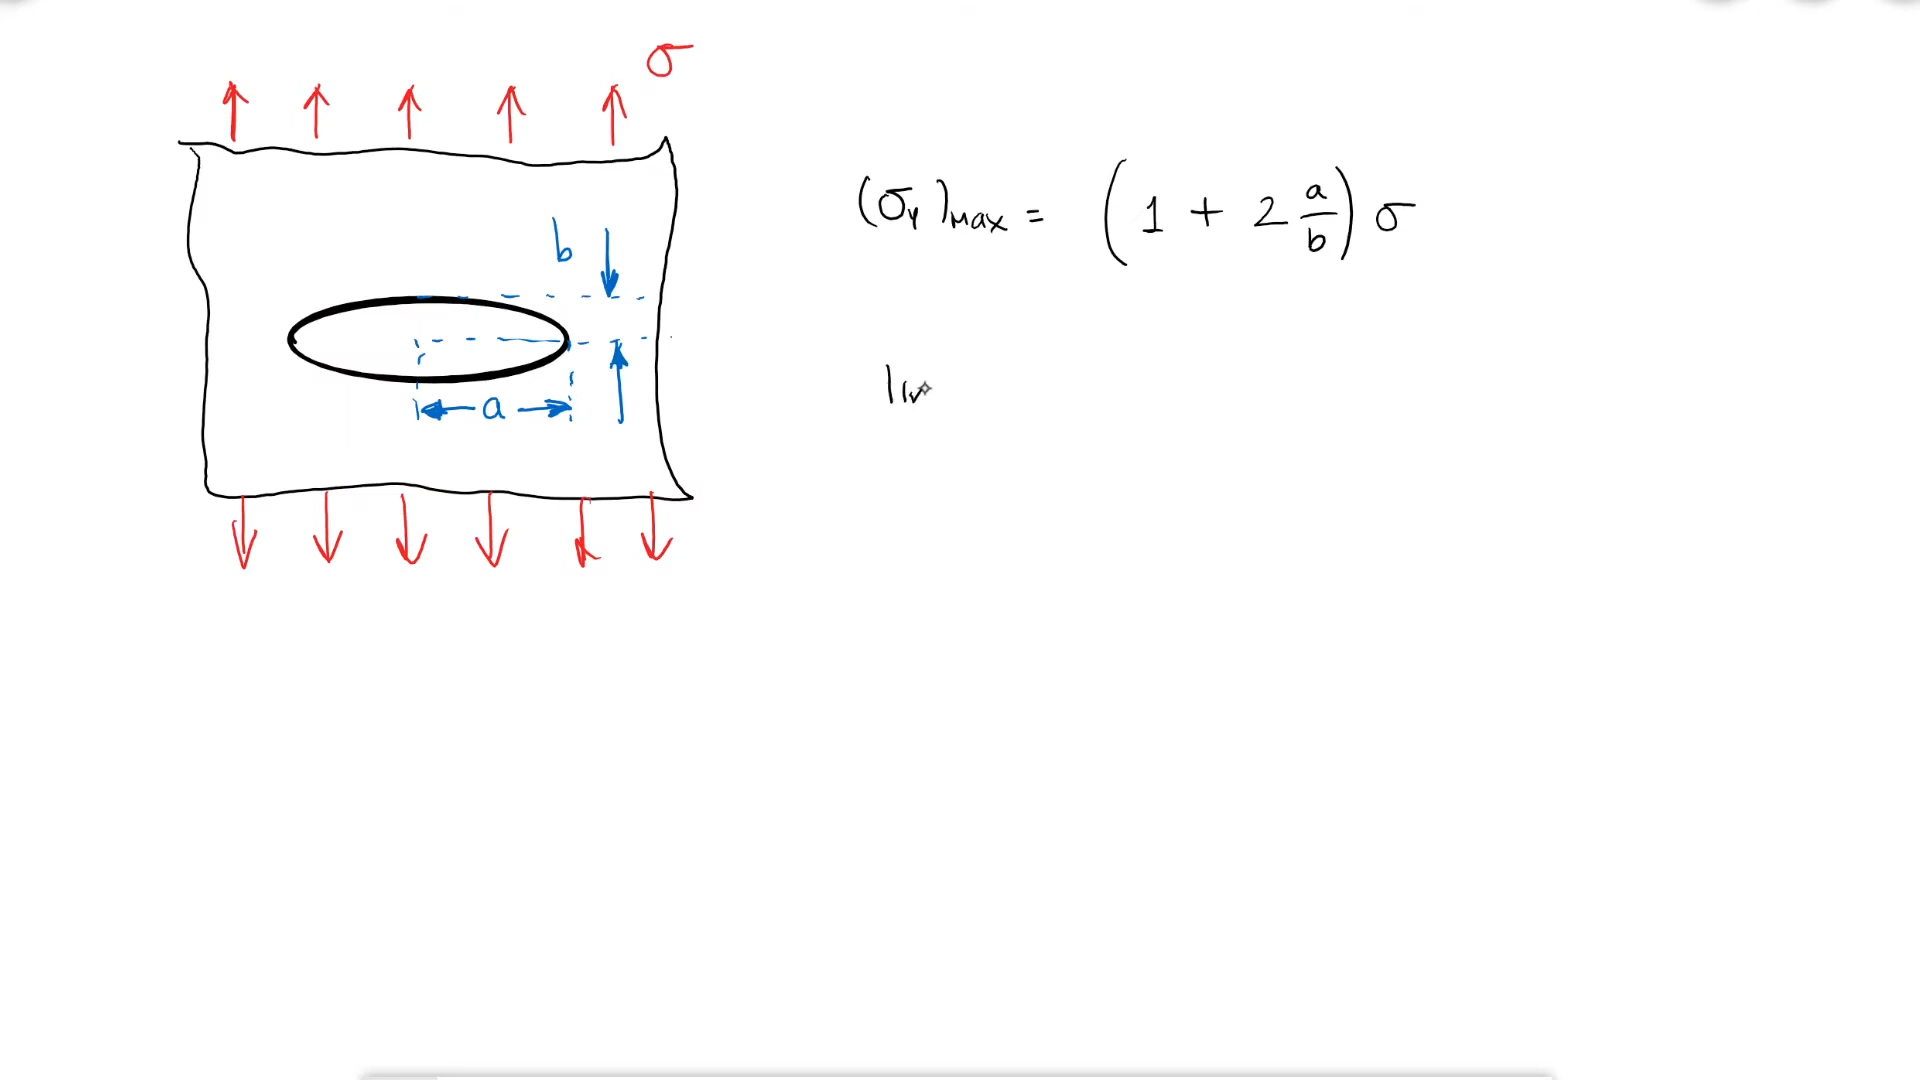 σ
(σy)max = (1 + 2 a/b) σ
b
a